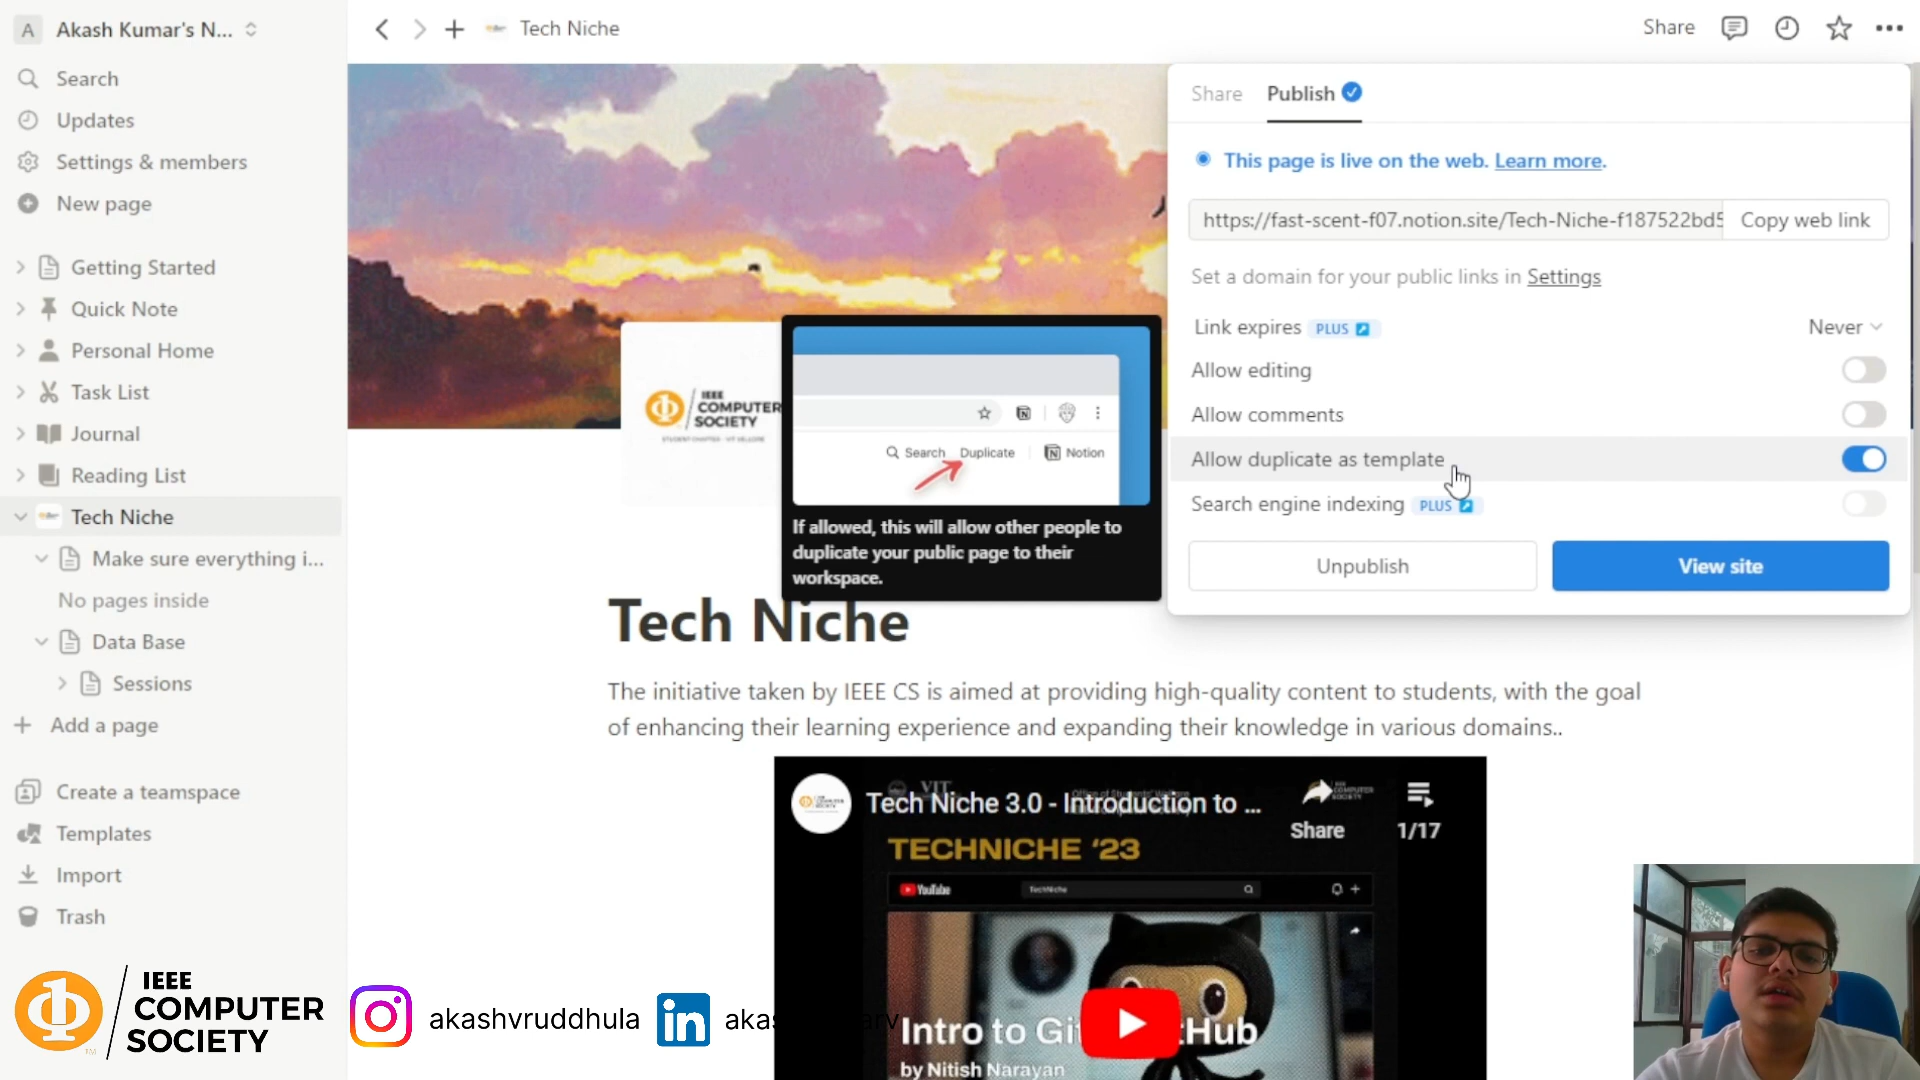 A Akash Kumar's N...
Search
Updates
Settings & members
New page
Getting Started
Quick Note
Personal Home
Task List
Journal
Reading List
Tech Niche
Make sure everything i...
No pages inside
Data Base
Sessions
Add a page
Create a teamspace
Templates
Import
Trash
Tech Niche
Share
Share
Publish
This page is live on the web. Learn more.
https://fast-scent-f07.notion.site/Tech-Niche-f187522bd5
Copy web link
Set a domain for your public links in Settings
Link expires PLUS
Never
Allow editing
Allow comments
Allow duplicate as template
Search engine indexing PLUS
Unpublish
View site
IEEE
COMPUTER
SOCIETY
Search
Duplicate
Notion
If allowed, this will allow other people to
duplicate your public page to their
workspace.
Tech Niche
The initiative taken by IEEE CS is aimed at providing high-quality content to students, with the goal
of enhancing their learning experience and expanding their knowledge in various domains..
Tech Niche 3.0 - Introduction to ...
Share
1/17
TECHNICHE '23
YouTube
TechNiche
Intro to Git
Hub
by Nitish Narayan
IEEE
COMPUTER
SOCIETY
akashvruddhula